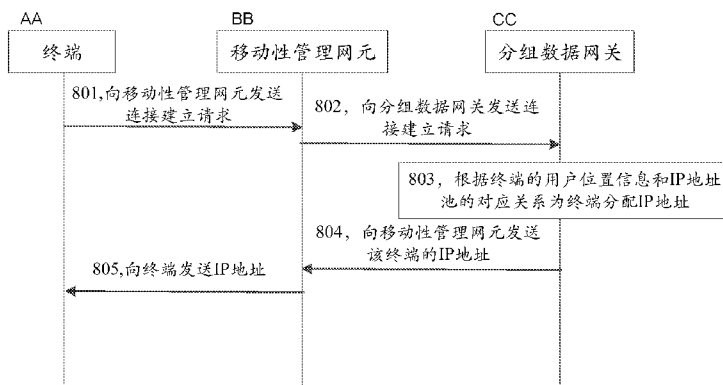 AA
BB
CC
终端
移动性管理网元
分组数据网关
801,向移动性管理网元发送
连接建立请求
802，向分组数据网关发送连
接建立请求
803，根据终端的用户位置信息和IP地址
池的对应关系为终端分配IP地址
804，向移动性管理网元发送
该终端的IP地址
805,向终端发送IP地址